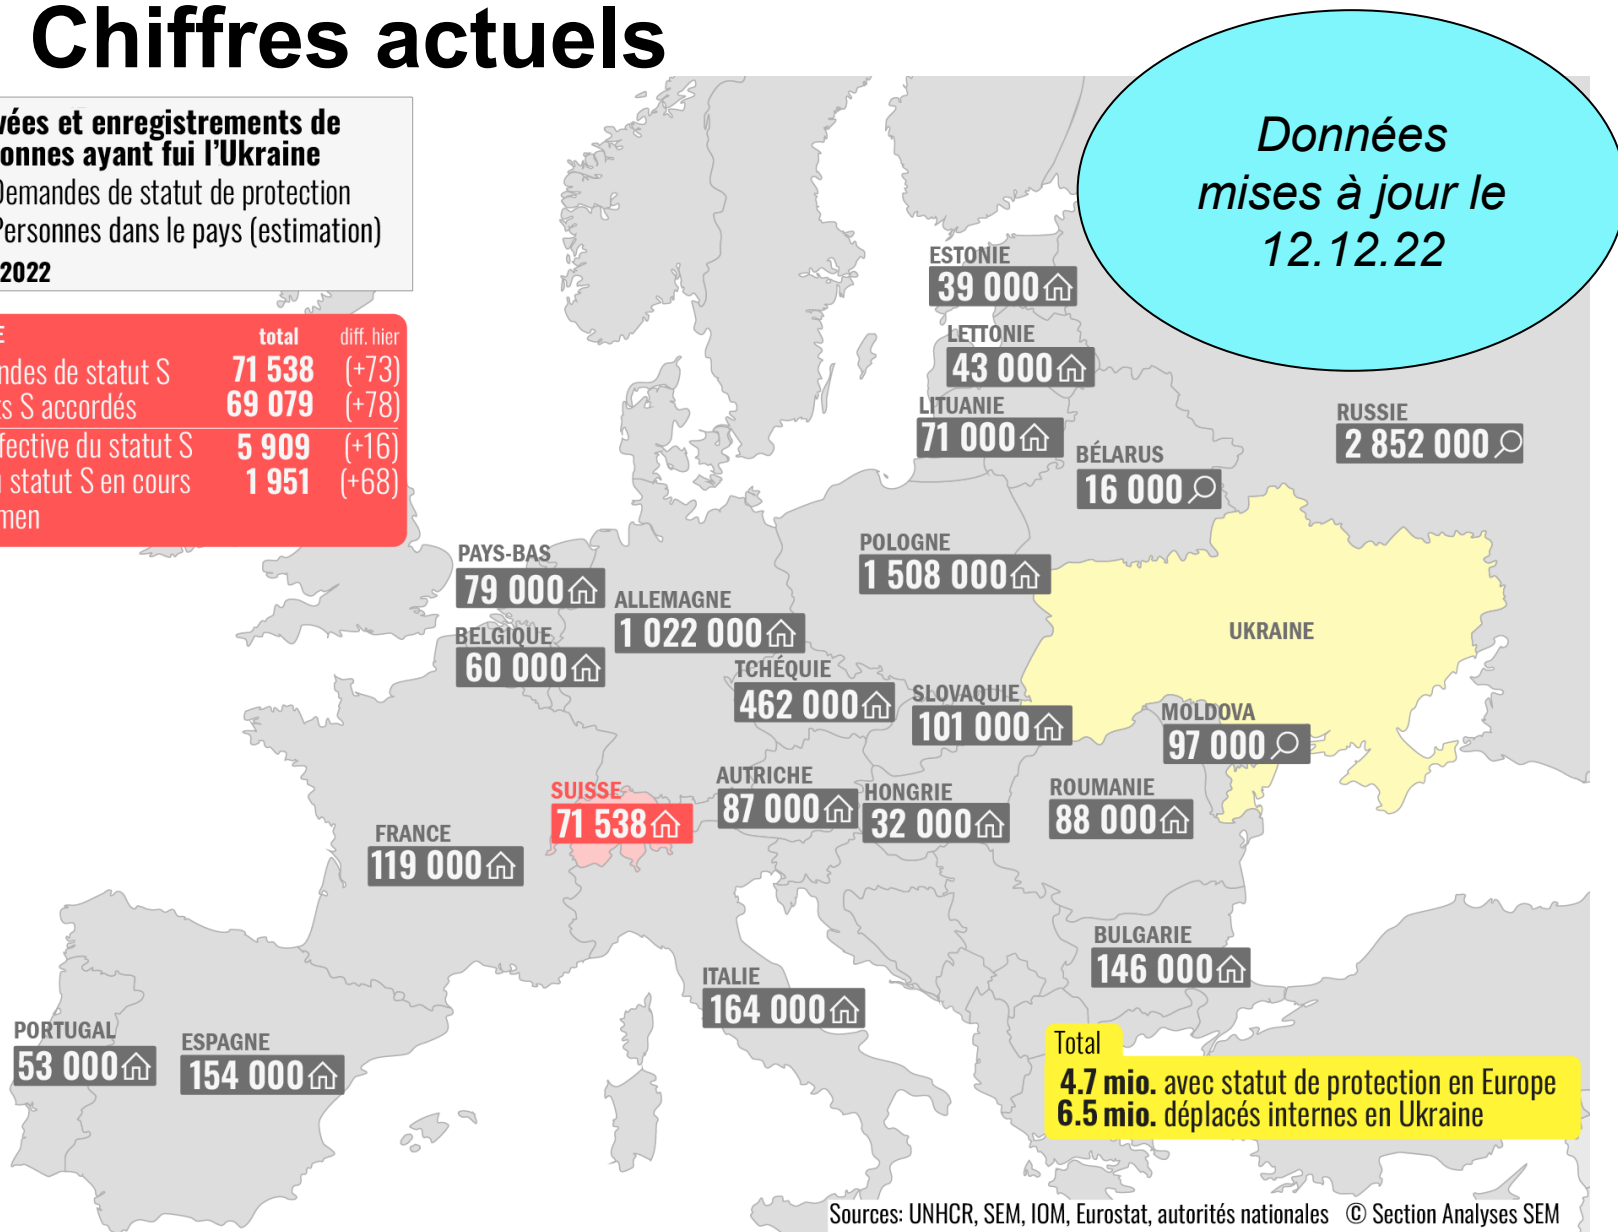 Chiffres actuels
Données
mises à jour le
12.12.22
vées et enregistrements de
onnes ayant fui l'Ukraine
Demandes de statut de protection
Personnes dans le pays (estimation)
2022
E total diff. hier
ndes de statut S 71 538 (+73)
ts S accordés 69 079 (+78)
ffective du statut S 5 909 (+16)
u statut S en cours 1 951 (+68)
men
ESTONIE
39 000
LETTONIE
43 000
LITUANIE
71 000
RUSSIE
2 852 000
BÉLARUS
16 000
POLOGNE
1 508 000
PAYS-BAS
79 000
ALLEMAGNE
1 022 000
UKRAINE
BELGIQUE
60 000
TCHÉQUIE
462 000
SLOVAQUIE
101 000
MOLDOVA
97 000
SUISSE
71 538
AUTRICHE
87 000
HONGRIE
32 000
ROUMANIE
88 000
FRANCE
119 000
BULGARIE
146 000
ITALIE
164 000
PORTUGAL
53 000
ESPAGNE
154 000
Total
4.7 mio. avec statut de protection en Europe
6.5 mio. déplacés internes en Ukraine
Sources: UNHCR, SEM, IOM, Eurostat, autorités nationales © Section Analyses SEM